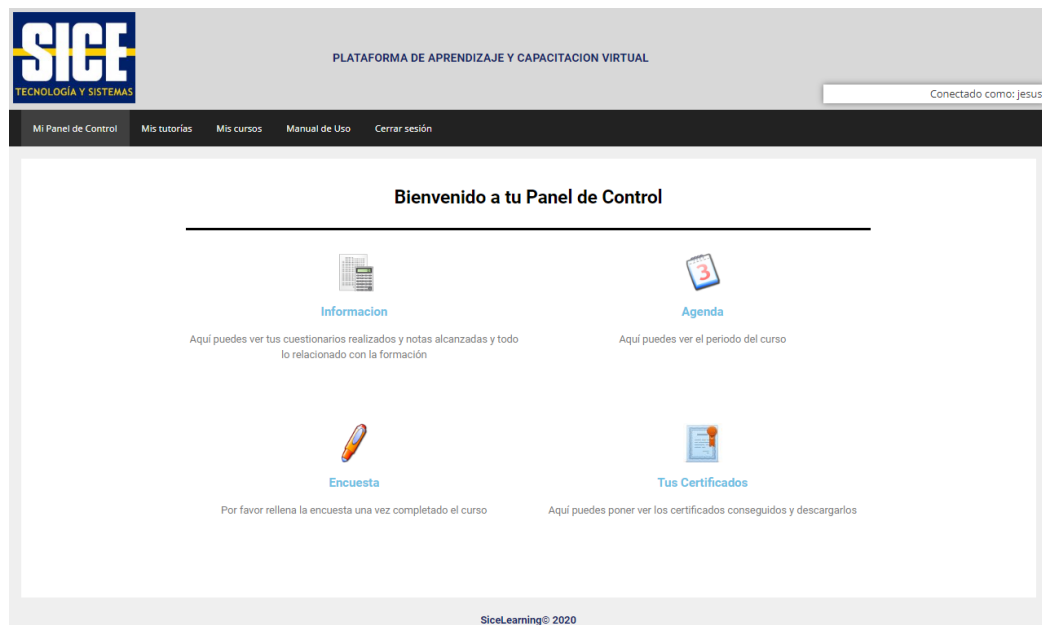 SICE
TECNOLOGÍA Y SISTEMAS
PLATAFORMA DE APRENDIZAJE Y CAPACITACION VIRTUAL
Conectado como: jesus
Mi Panel de Control
Mis tutorías
Mis cursos
Manual de Uso
Cerrar sesión
Bienvenido a tu Panel de Control
Informacion
Aquí puedes ver tus cuestionarios realizados y notas alcanzadas y todo
lo relacionado con la formación
3
Agenda
Aquí puedes ver el periodo del curso
Encuesta
Por favor rellena la encuesta una vez completado el curso
Tus Certificados
Aquí puedes poner ver los certificados conseguidos y descargarlos
SiceLearning© 2020